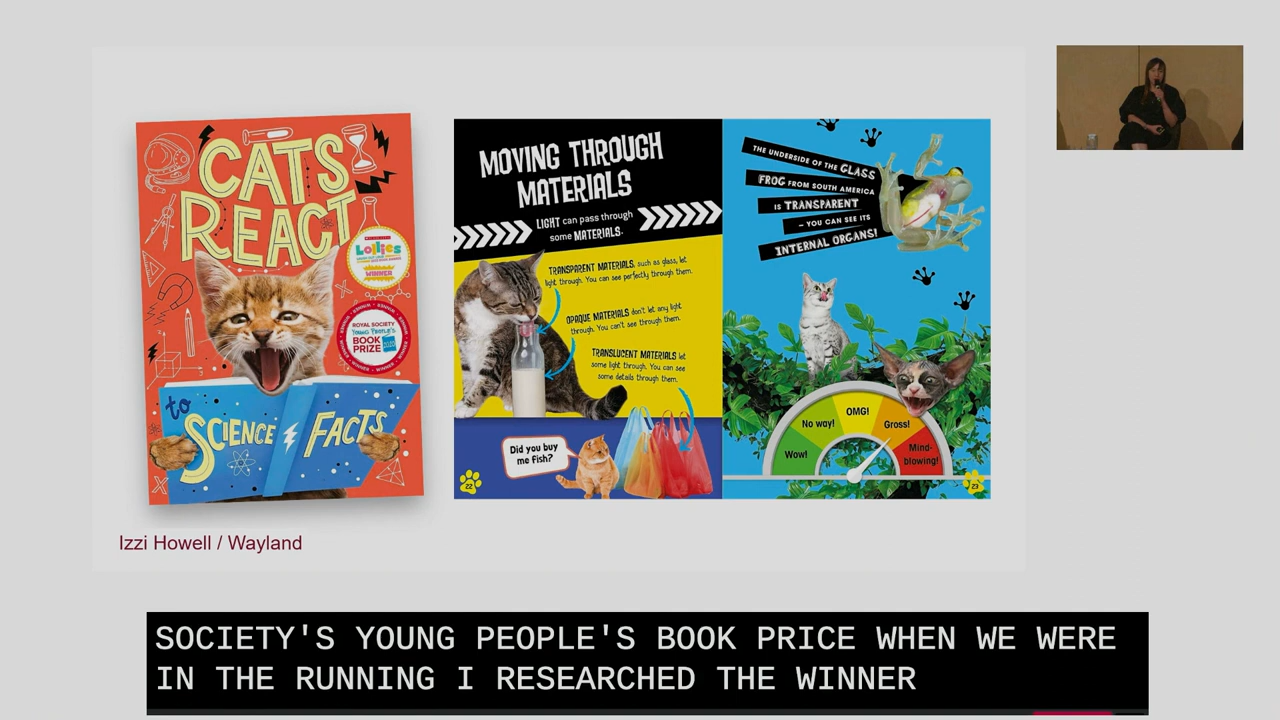 CATS
REACT
SCHOLASTIC
Lollies
WINNER
ROYAL SOCIETY
YOUNG PEOPLE'S
BOOK
PRIZE
to
SCIENCE FACTS
MOVING THROUGH
MATERIALS
LIGHT can pass through
some MATERIALS.
TRANSPARENT MATERIALS, such as glass, let
light through. You can see perfectly through them.
OPAQUE MATERIALS don't let any light
through. You can't see through them.
TRANSLUCENT MATERIALS let
some light through. You can see
some details through them.
Did you buy
me fish?
22
THE UNDERSIDE OF THE GLASS
FROG FROM SOUTH AMERICA
IS TRANSPARENT
– YOU CAN SEE ITS
INTERNAL ORGANS!
Wow!
No way!
OMG!
Gross!
Mind-
blowing!
23
Izzi Howell / Wayland
SOCIETY'S YOUNG PEOPLE'S BOOK PRICE WHEN WE WERE
IN THE RUNNING I RESEARCHED THE WINNER